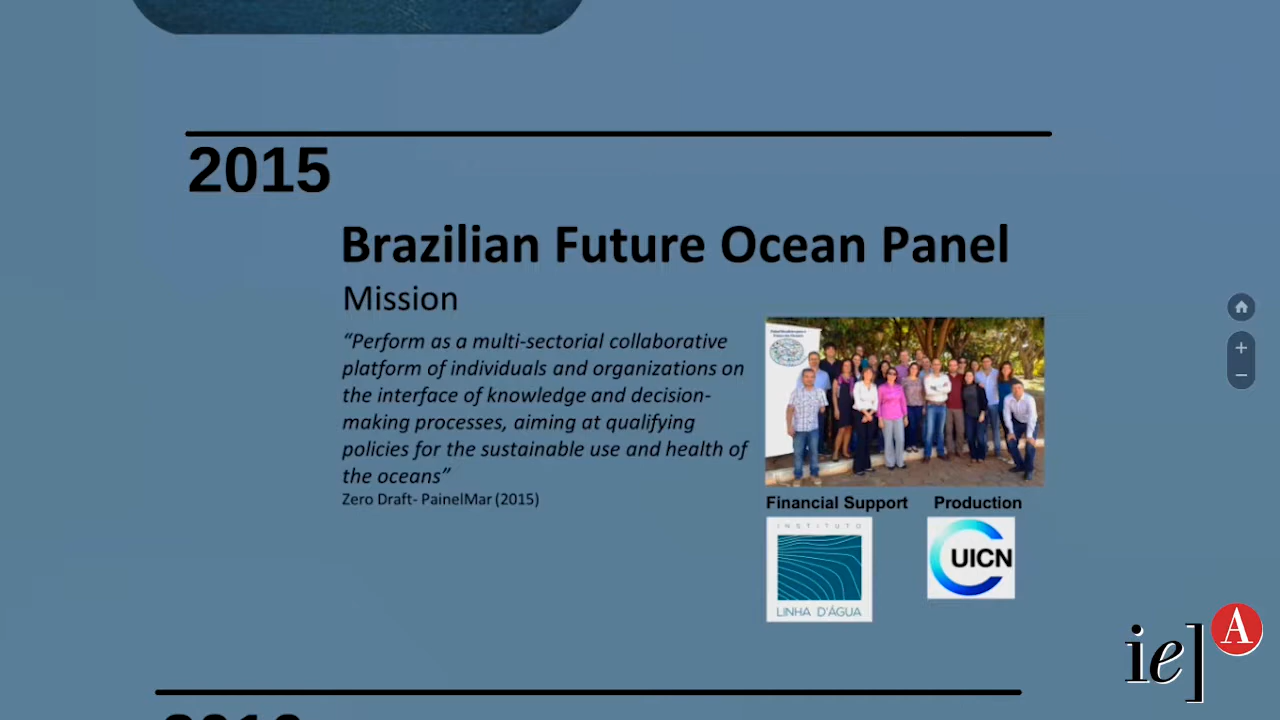 2015
Brazilian Future Ocean Panel
Mission
“Perform as a multi-sectorial collaborative
platform of individuals and organizations on
the interface of knowledge and decision-
making processes, aiming at qualifying
policies for the sustainable use and health of
the oceans”
Zero Draft- PainelMar (2015)
Financial Support
Production
INSTITUTO
LINHA D'ÁGUA
UICN
ie] A